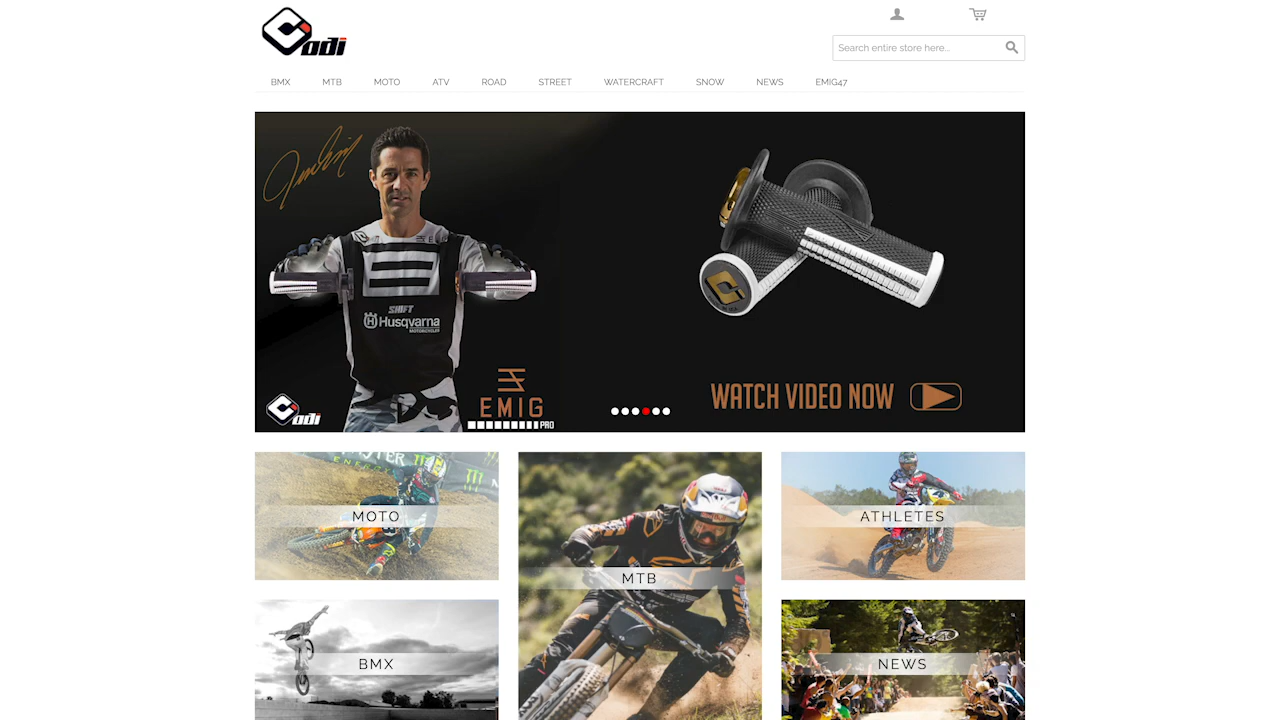 odi
Search entire store here...
BMX MTB MOTO ATV ROAD STREET WATERCRAFT SNOW NEWS EMIG47
SHIFT
Husqvarna
MOTORCYCLES
EMIG
PRO
odi
WATCH VIDEO NOW
MOTO
MTB
ATHLETES
BMX
NEWS